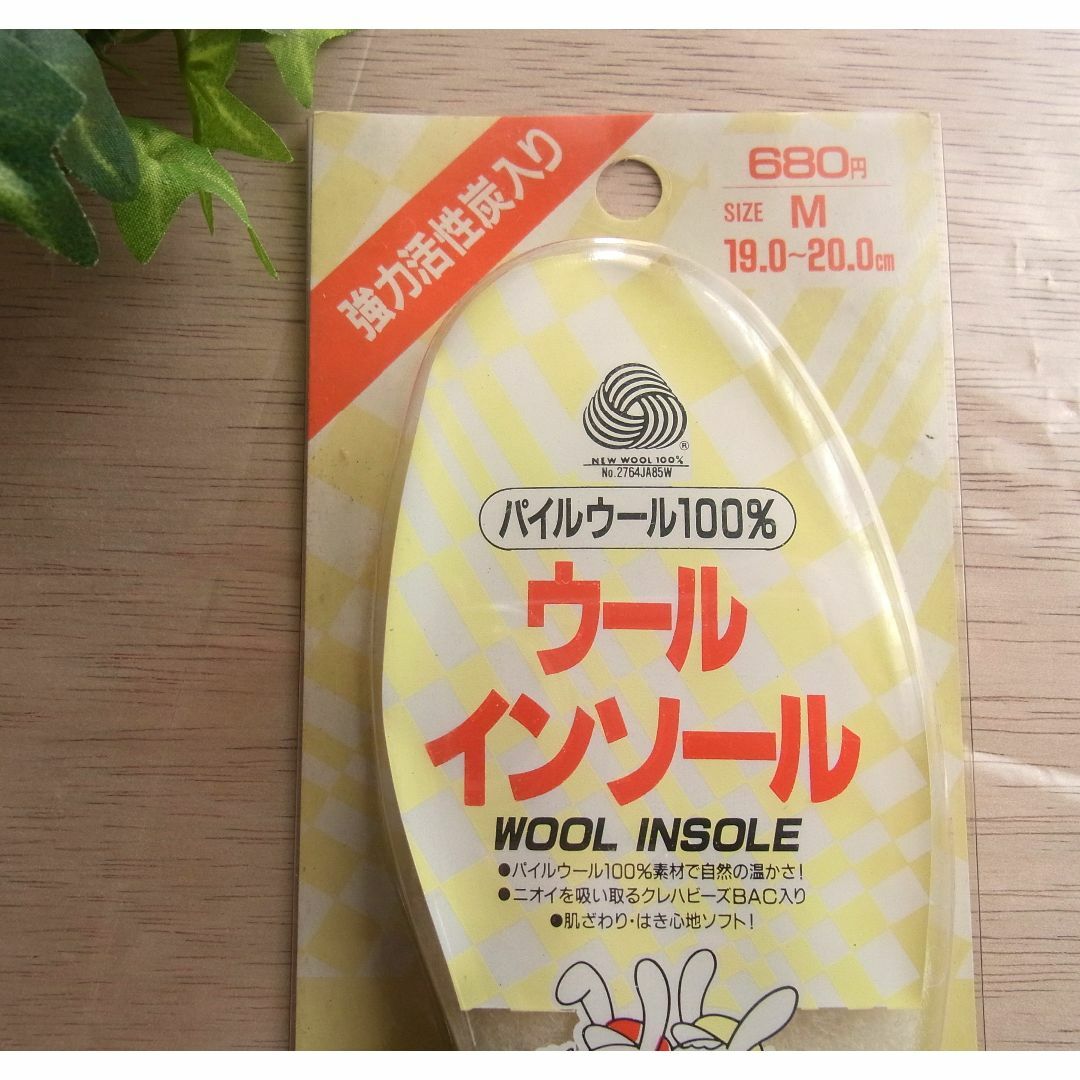 強力活性炭入り
680円
SIZE M
19.0~20.0cm
NEW WOOL 100%
No.2764JA85W
パイルウール100%
ウール
インソール
WOOL INSOLE
●パイルウール100%素材で自然の温かさ!
●ニオイを吸い取るクレハビーズBAC入り
●肌ざわり・はき心地ソフト!